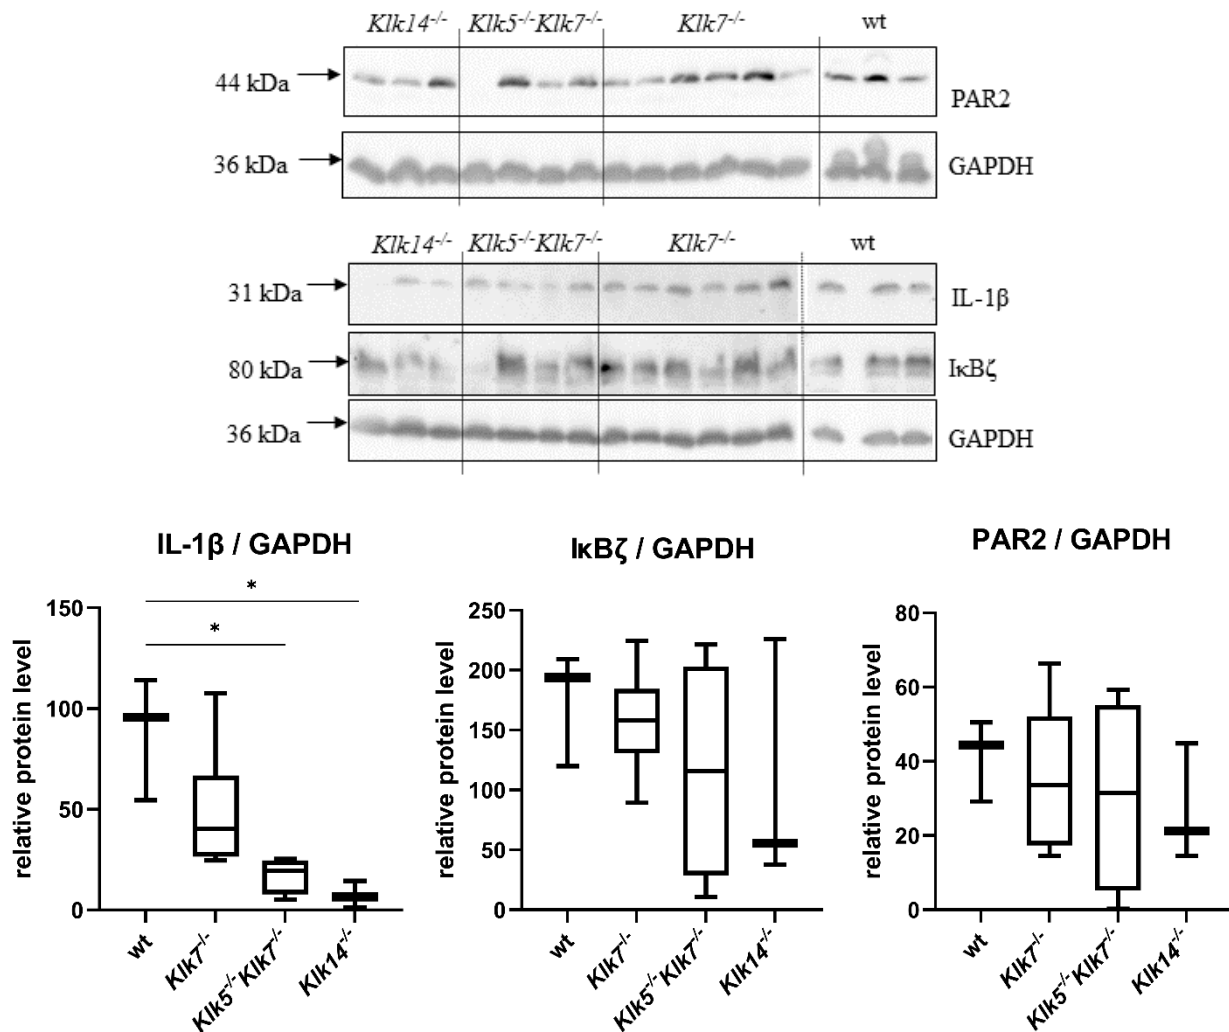 Klk14⁻/⁻ Klk5⁻/⁻Klk7⁻/⁻ Klk7⁻/⁻ wt
44 kDa PAR2
36 kDa GAPDH
Klk14⁻/⁻ Klk5⁻/⁻Klk7⁻/⁻ Klk7⁻/⁻ wt
31 kDa IL-1β
80 kDa IκBζ
36 kDa GAPDH
IL-1β / GAPDH
*
*
relative protein level
150
100
50
0
wt
Klk7⁻/⁻
Klk5⁻/⁻Klk7⁻/⁻
Klk14⁻/⁻
IκBζ / GAPDH
relative protein level
250
200
150
100
50
0
wt
Klk7⁻/⁻
Klk5⁻/⁻Klk7⁻/⁻
Klk14⁻/⁻
PAR2 / GAPDH
relative protein level
80
60
40
20
0
wt
Klk7⁻/⁻
Klk5⁻/⁻Klk7⁻/⁻
Klk14⁻/⁻